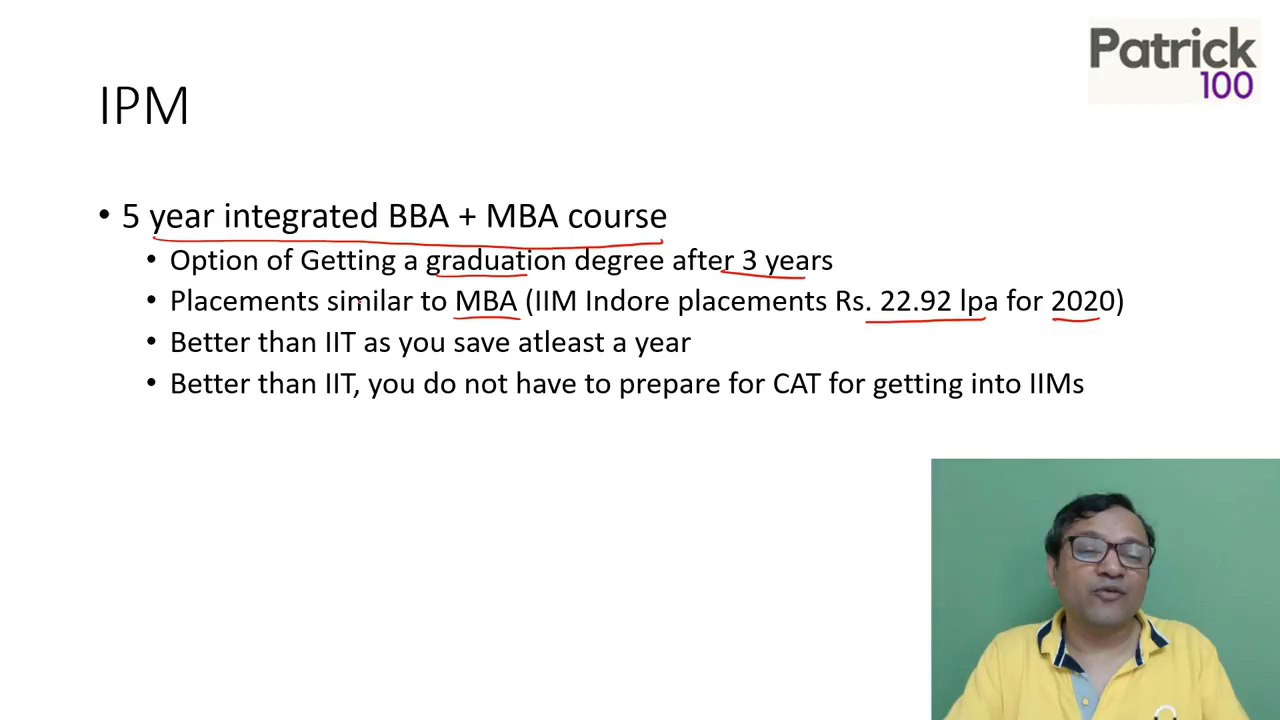 Patrick
100
IPM
• 5 year integrated BBA + MBA course
• Option of Getting a graduation degree after 3 years
• Placements similar to MBA (IIM Indore placements Rs. 22.92 lpa for 2020)
• Better than IIT as you save atleast a year
• Better than IIT, you do not have to prepare for CAT for getting into IIMs